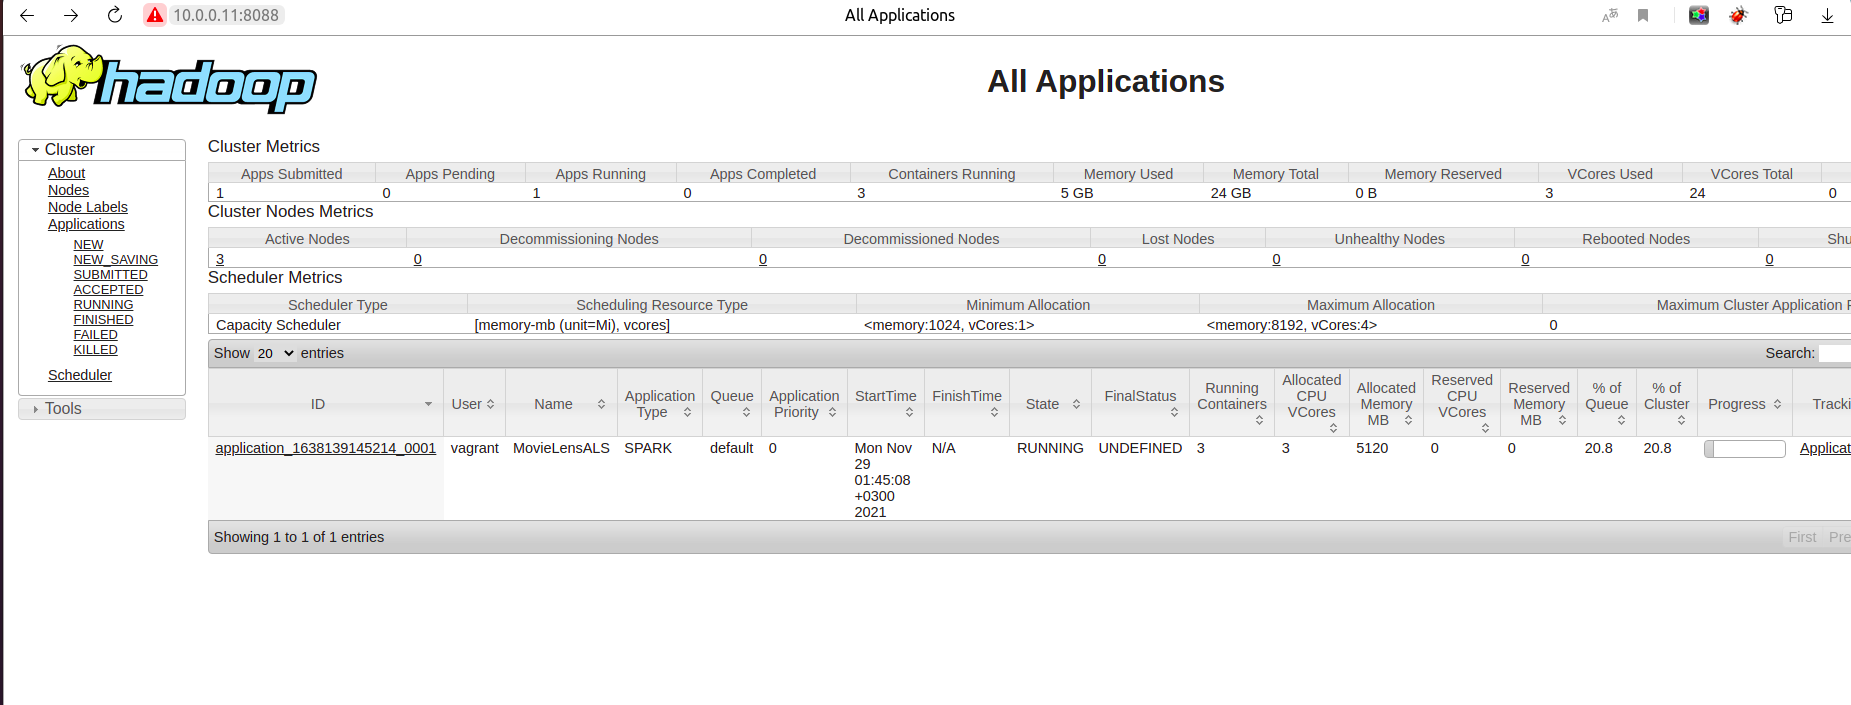 10.0.0.11:8088
All Applications
hadoop
All Applications
Cluster
About
Nodes
Node Labels
Applications
NEW
NEW_SAVING
SUBMITTED
ACCEPTED
RUNNING
FINISHED
FAILED
KILLED
Scheduler
Tools
Cluster Metrics
Apps Submitted Apps Pending Apps Running Apps Completed Containers Running Memory Used Memory Total Memory Reserved VCores Used VCores Total
1 0 1 0 3 5 GB 24 GB 0 B 3 24 0
Cluster Nodes Metrics
Active Nodes Decommissioning Nodes Decommissioned Nodes Lost Nodes Unhealthy Nodes Rebooted Nodes Shu
3 0 0 0 0 0 0
Scheduler Metrics
Scheduler Type Scheduling Resource Type Minimum Allocation Maximum Allocation Maximum Cluster Application
Capacity Scheduler [memory-mb (unit=Mi), vcores] <memory:1024, vCores:1> <memory:8192, vCores:4> 0
Show 20 entries Search:
ID User Name Application Type Queue Application Priority StartTime FinishTime State FinalStatus Running Containers Allocated CPU VCores Allocated Memory MB Reserved CPU VCores Reserved Memory MB % of Queue % of Cluster Progress Tracki
application_1638139145214_0001 vagrant MovieLensALS SPARK default 0 Mon Nov 29 01:45:08 +0300 2021 N/A RUNNING UNDEFINED 3 3 5120 0 0 20.8 20.8 Applicat
Showing 1 to 1 of 1 entries First Pre